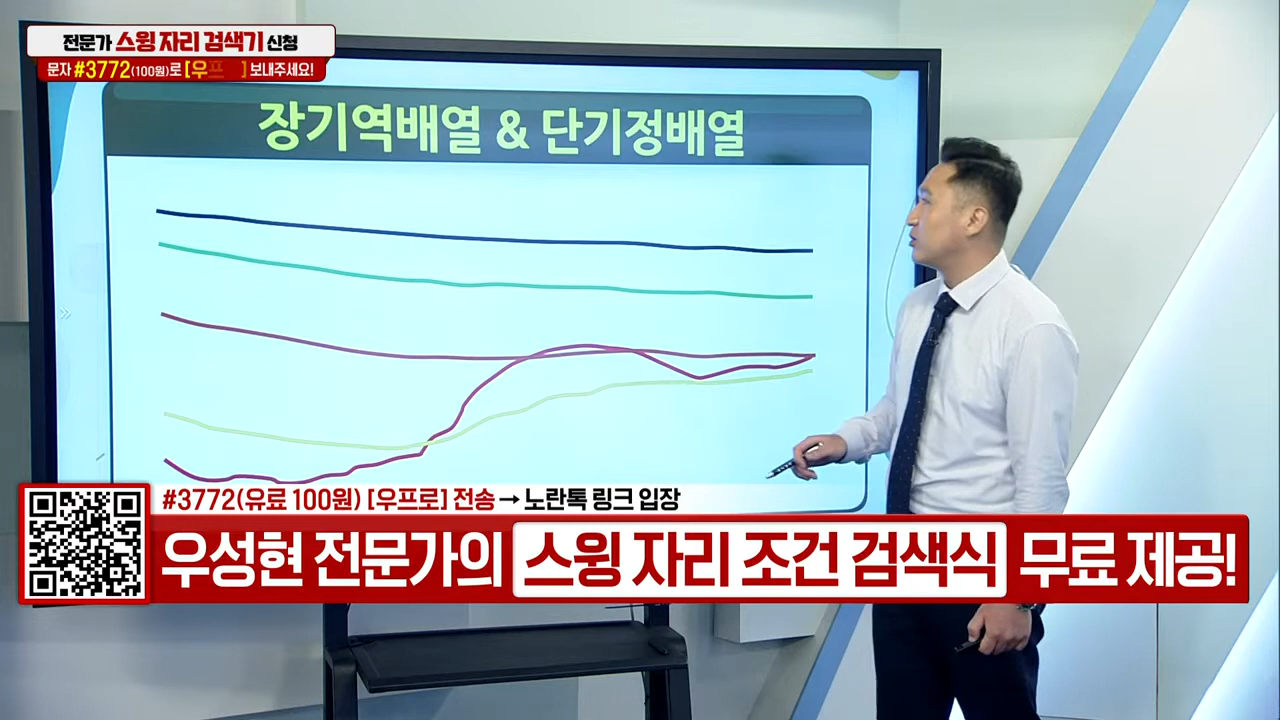 전문가 스윙 자리 검색기 신청
문자 #3772(100원)로 [우프 ] 보내주세요!
장기역배열 & 단기정배열
#3772(유료 100원) [우프로] 전송 → 노란톡 링크 입장
우성현 전문가의 스윙 자리 조건 검색식 무료 제공!